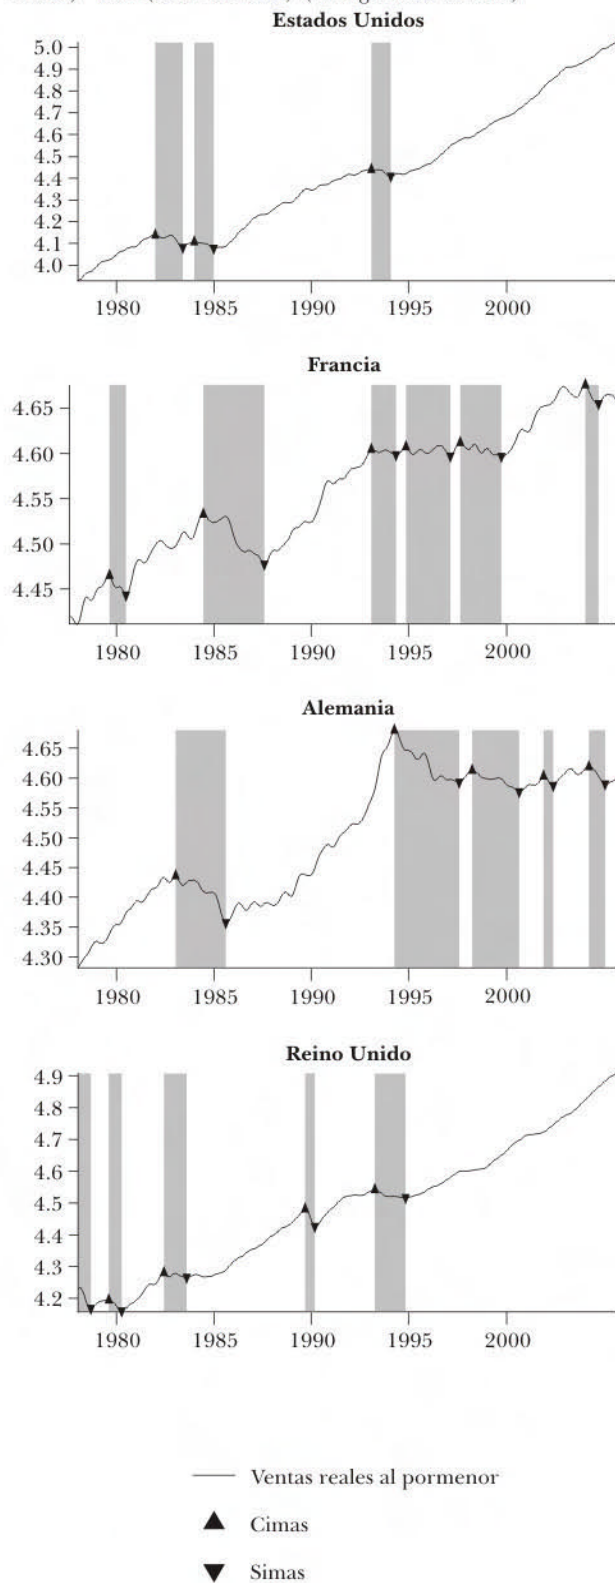 Estados Unidos
5.0
4.9
4.8
4.7
4.6
4.5
4.4
4.3
4.2
4.1
4.0
1980 1985 1990 1995 2000
Francia
4.65
4.60
4.55
4.50
4.45
1980 1985 1990 1995 2000
Alemania
4.65
4.60
4.55
4.50
4.45
4.40
4.35
4.30
1980 1985 1990 1995 2000
Reino Unido
4.9
4.8
4.7
4.6
4.5
4.4
4.3
4.2
1980 1985 1990 1995 2000
Ventas reales al pormenor
Cimas
Simas